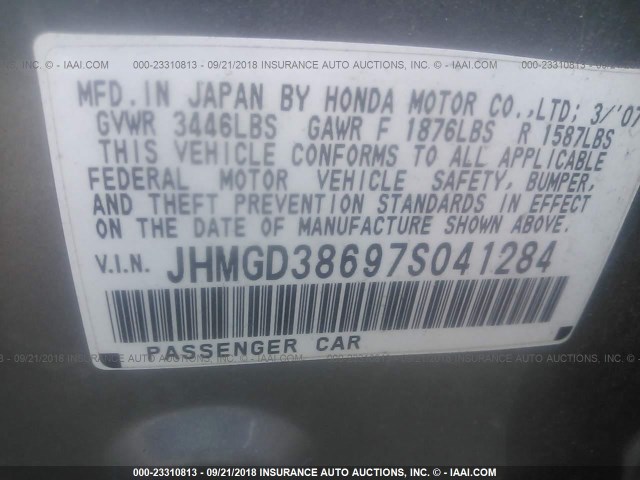 000-23310813 - 09/21/2018 INSURANCE AUTO AUCTIONS, INC. - © WWW.IAAI.COM
MFD. IN JAPAN BY HONDA MOTOR CO.,LTD; 3/'07
GVWR 3446LBS GAWR F 1876LBS R 1587LBS
THIS VEHICLE CONFORMS TO ALL APPLICABLE
FEDERAL MOTOR VEHICLE SAFETY, BUMPER,
AND THEFT PREVENTION STANDARDS IN EFFECT
ON THE DATE OF MANUFACTURE SHOWN ABOVE.
V.I.N. JHMGD38697S041284
PASSENGER CAR
000-23310813 - 09/21/2018 INSURANCE AUTO AUCTIONS, INC. - © WWW.IAAI.COM